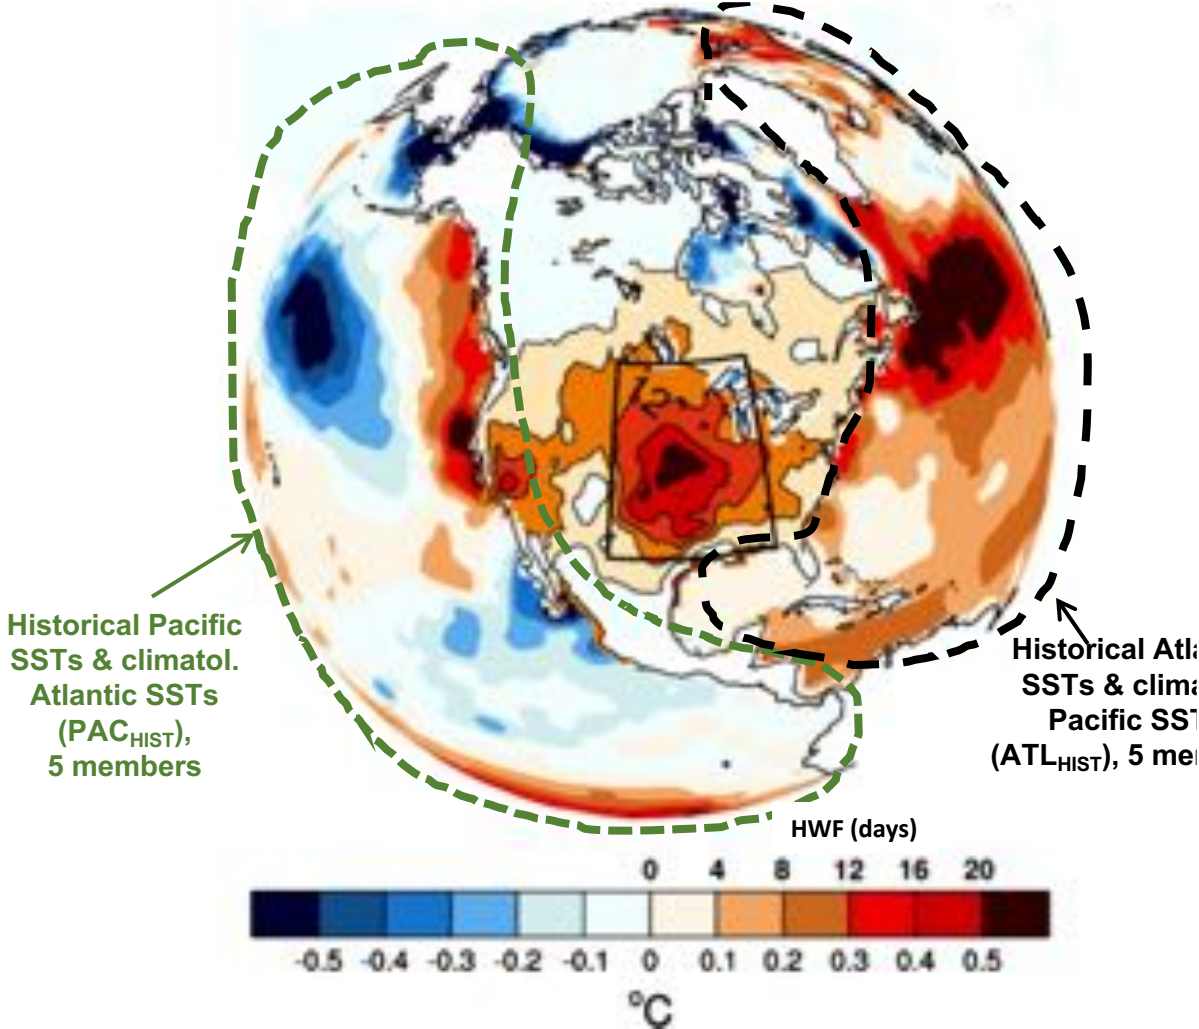 Historical Pacific
SSTs & climatol.
Atlantic SSTs
(PAC_HIST),
5 members
Historical Atla
SSTs & clima
Pacific SST
(ATL_HIST), 5 me
HWF (days)
0 4 8 12 16 20
-0.5 -0.4 -0.3 -0.2 -0.1 0 0.1 0.2 0.3 0.4 0.5
°C